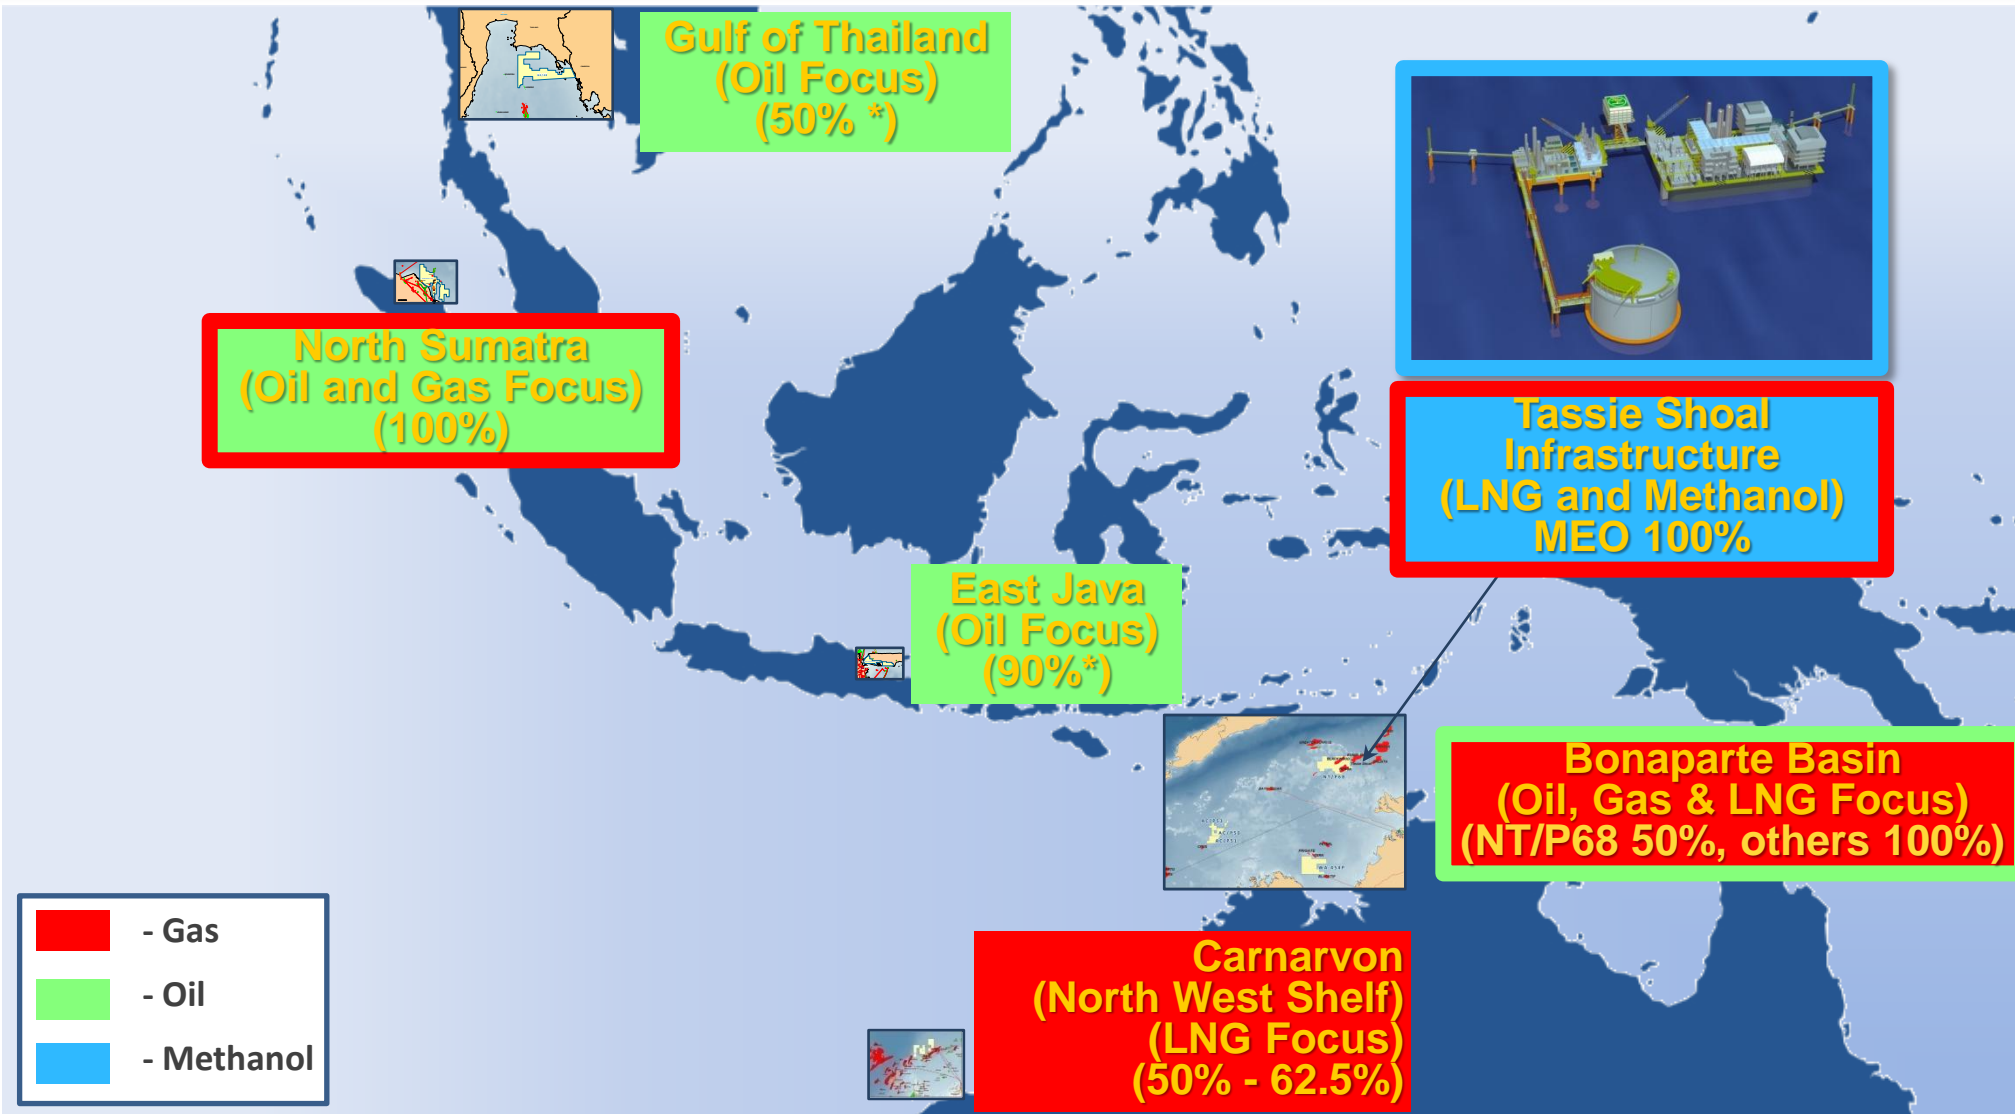 Gulf of Thailand
(Oil Focus)
(50% *)
North Sumatra
(Oil and Gas Focus)
(100%)
Tassie Shoal
Infrastructure
(LNG and Methanol)
MEO 100%
East Java
(Oil Focus)
(90%*)
Bonaparte Basin
(Oil, Gas & LNG Focus)
(NT/P68 50%, others 100%)
NT/P68
Carnarvon
(North West Shelf)
(LNG Focus)
(50% - 62.5%)
- Gas
- Oil
- Methanol